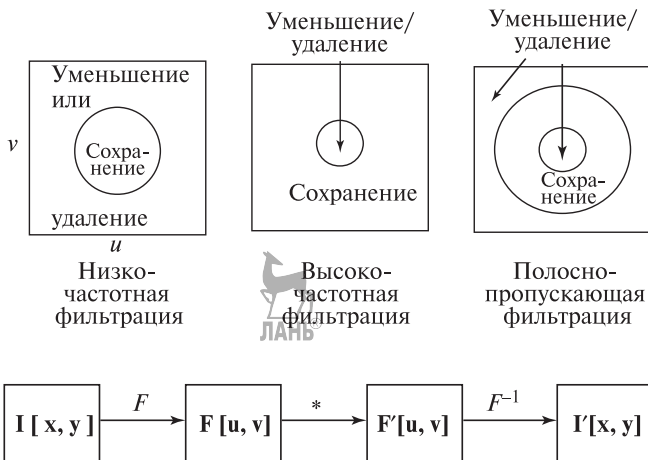 Уменьшение
или
Сохра-
нение
удаление
v
u
Низко-
частотная
фильтрация
Уменьшение/
удаление
Сохранение
Высоко-
частотная
фильтрация
Уменьшение/
удаление
Сохра-
нение
Полосно-
пропускающая
фильтрация
ЛАНЬ®
I [ x, y ] F F [u, v] * F′[u, v] F⁻¹ I′[x, y]